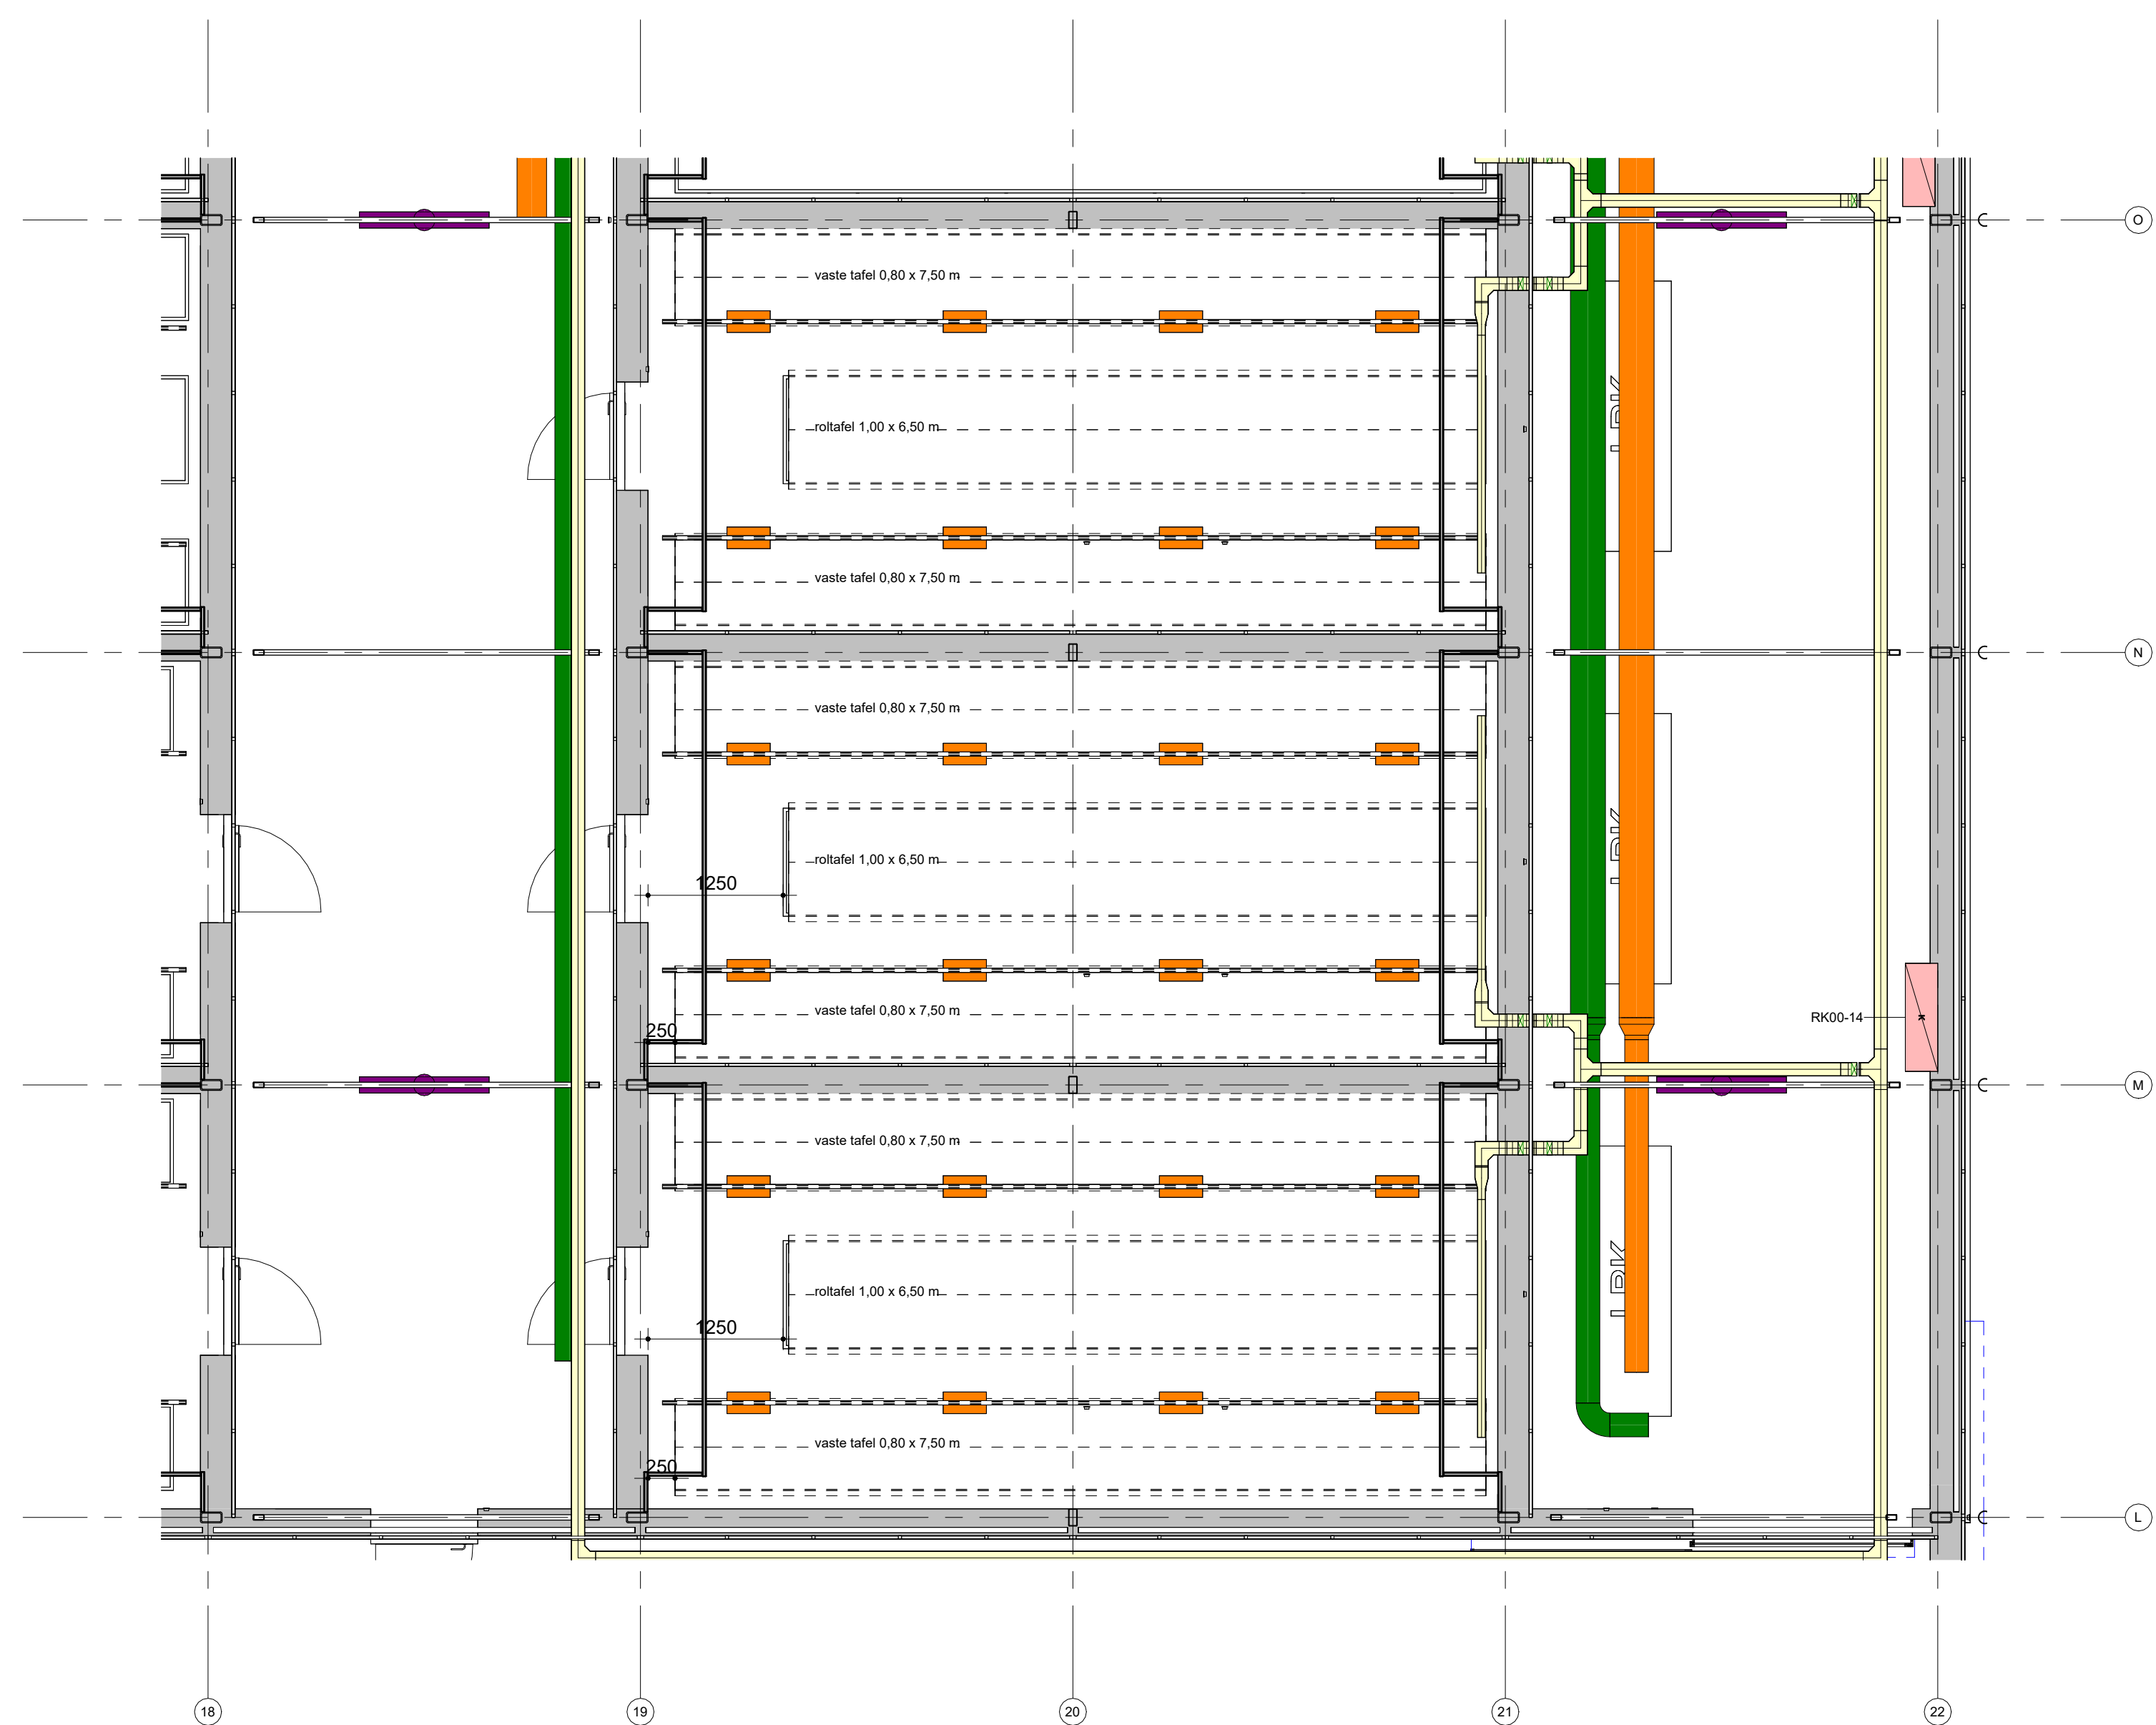 O
vaste tafel 0,80 x 7,50 m
roltafel 1,00 x 6,50 m
vaste tafel 0,80 x 7,50 m
N
vaste tafel 0,80 x 7,50 m
roltafel 1,00 x 6,50 m
1250
vaste tafel 0,80 x 7,50 m
RK00-14
K
250
M
vaste tafel 0,80 x 7,50 m
roltafel 1,00 x 6,50 m
1250
vaste tafel 0,80 x 7,50 m
250
L
18
19
20
21
22